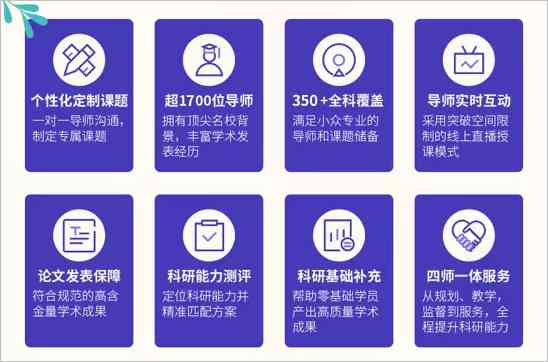 个性化定制课题
一对一导师沟通，
制定专属课题
超1700位导师
拥有顶尖名校背
景，丰富学术发
表经历
350+全科覆盖
满足小众专业的
导师和课题储备
导师实时互动
采用突破空间限
制的线上直播授
课模式
论文发表保障
符合规范的高含
金量学术成果
科研能力测评
定位科研能力并
精准匹配方案
科研基础补充
帮助零基础学员
产出高质量学术
成果
四师一体服务
从规划、教学，
监督到服务，全
程提升科研能力